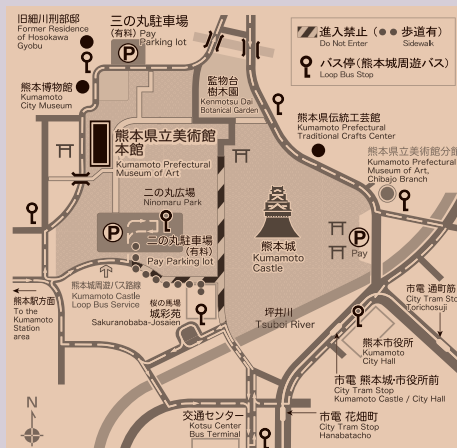 旧細川刑部邸
Former Residence
of Hosokawa
Gyobu
三の丸駐車場
(有料) Pay
Parking lot
P
進入禁止
Do Not Enter
(●● 歩道有)
Sidewalk
バス停(熊本城周遊バス)
Loop Bus Stop
熊本博物館
Kumamoto
City Museum
監物台
樹木園
Kenmotsu Dai
Botanical Garden
熊本県伝統工芸館
Kumamoto Prefectural
Traditional Crafts Center
熊本県立美術館
本館
Kumamoto Prefectural
Museum of Art
熊本県立美術館分館
Kumamoto Prefectural
Museum of Art,
Chibajo Branch
二の丸広場
Ninomaru Park
P
二の丸駐車場
(有料)
Pay Parking lot
熊本城
Kumamoto
Castle
P
Pay
熊本城周遊バス路線
Kumamoto Castle
Loop Bus Service
桜の馬場
城彩苑
Sakuranobaba-Josaien
坪井川
Tsuboi River
市電 通町筋
City Tram Stop
Torichosuji
熊本駅方面
To the
Kumamoto
Station
area
熊本市役所
Kumamoto
City Hall
市電 熊本城・市役所前
City Tram Stop
Kumamoto Castle / City Hall
N
交通センター
Kotsu Center
Bus Terminal
市電 花畑町
City Tram Stop
Hanabatacho